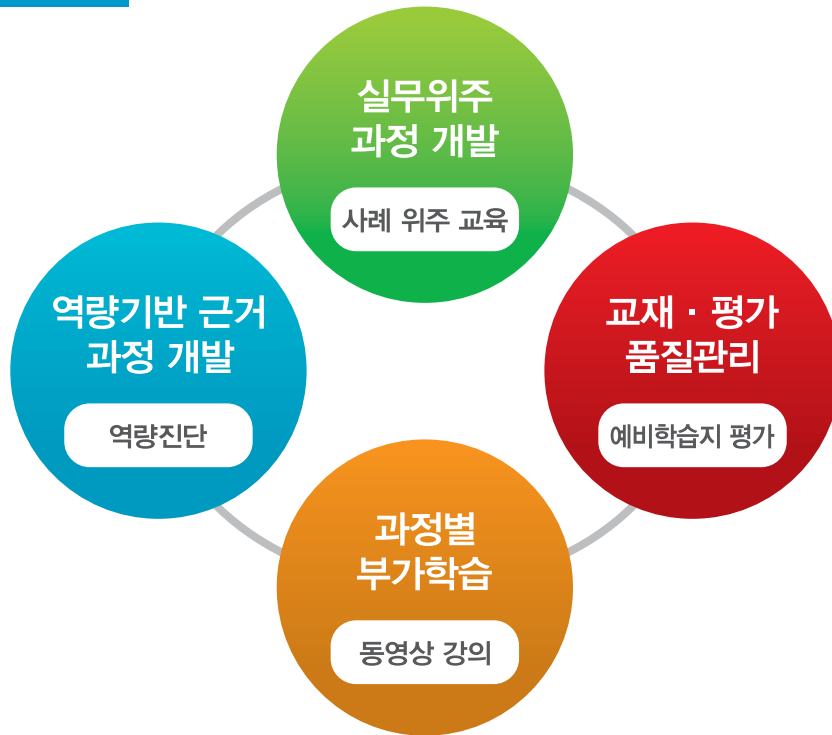 실무위주
과정 개발
사례 위주 교육
역량기반 근거
과정 개발
역량진단
교재 · 평가
품질관리
예비학습지 평가
과정별
부가학습
동영상 강의